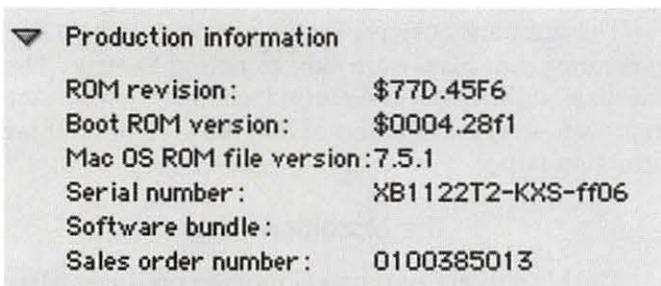 Production information
ROM revision: $77D.45F6
Boot ROM version: $0004.28f1
Mac OS ROM file version: 7.5.1
Serial number: XB1122T2-KXS-ff06
Software bundle:
Sales order number: 0100385013